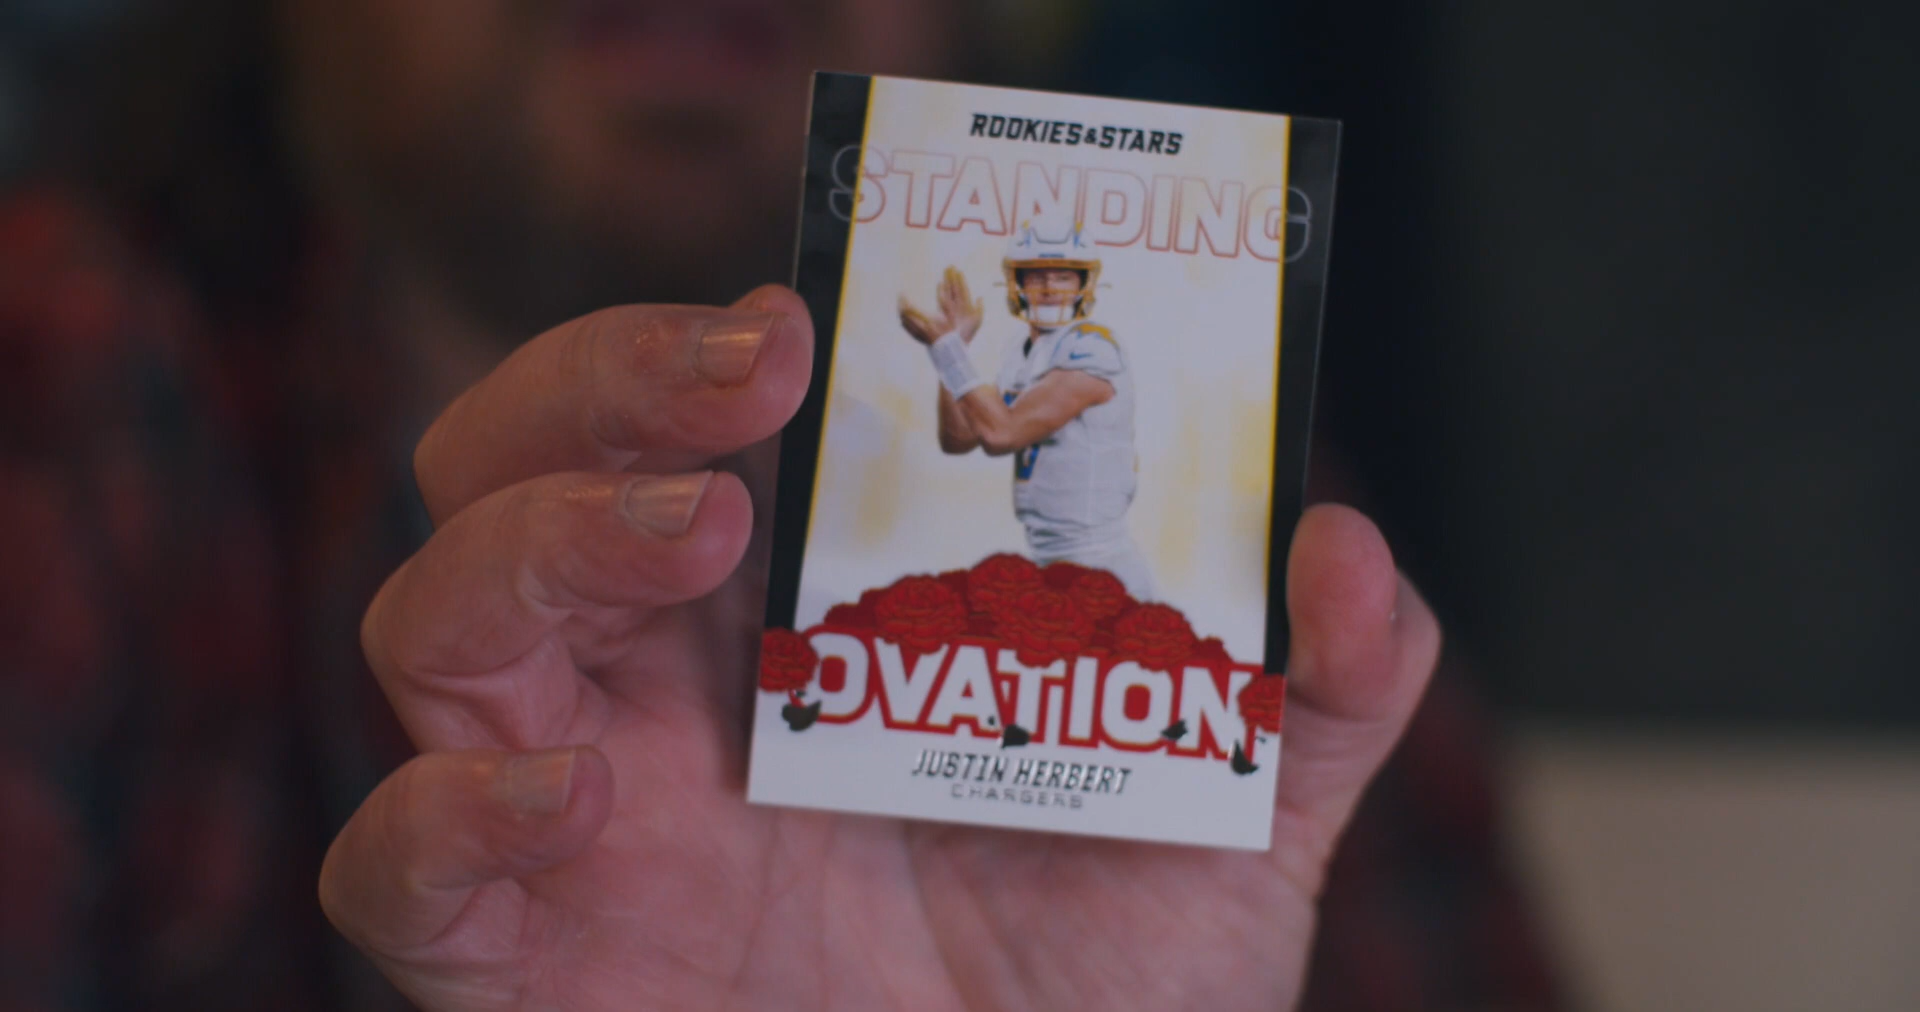 ROOKIES&STARS
STANDING
OVATION
JUSTIN HERBERT
CHARGERS